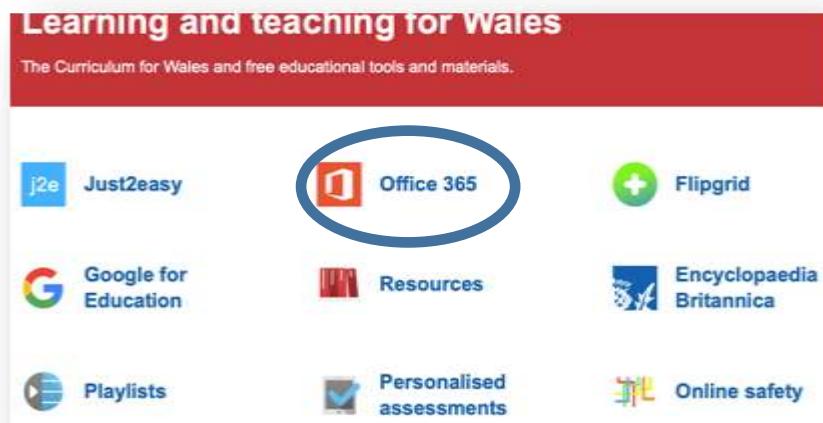 Learning and teaching for Wales
The Curriculum for Wales and free educational tools and materials.
j2e Just2easy
Office 365
Flipgrid
Google for
Education
Resources
Encyclopaedia
Britannica
Playlists
Personalised
assessments
Online safety